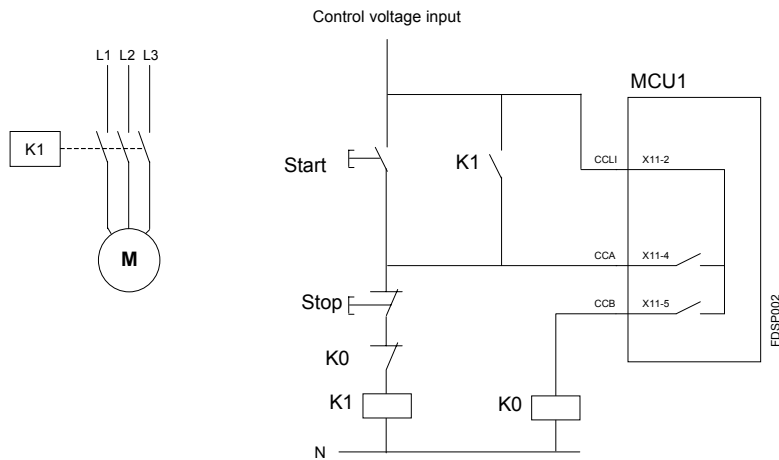 Control voltage input
L1 L2 L3
K1
M
Start
K1
MCU1
CCLI X11-2
CCA X11-4
CCB X11-5
Stop
K0
K1
K0
N
FDSP002